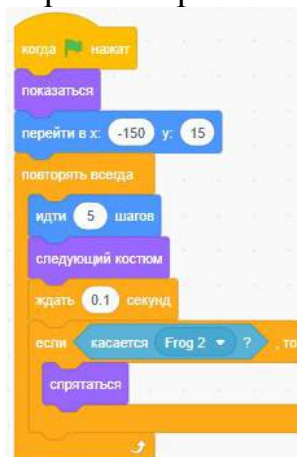 когда нажат
показаться
перейти в x: -150 y: 15
повторять всегда
идти 5 шагов
следующий костюм
ждать 0.1 секунд
если касается Frog 2 ? , то
спрятаться